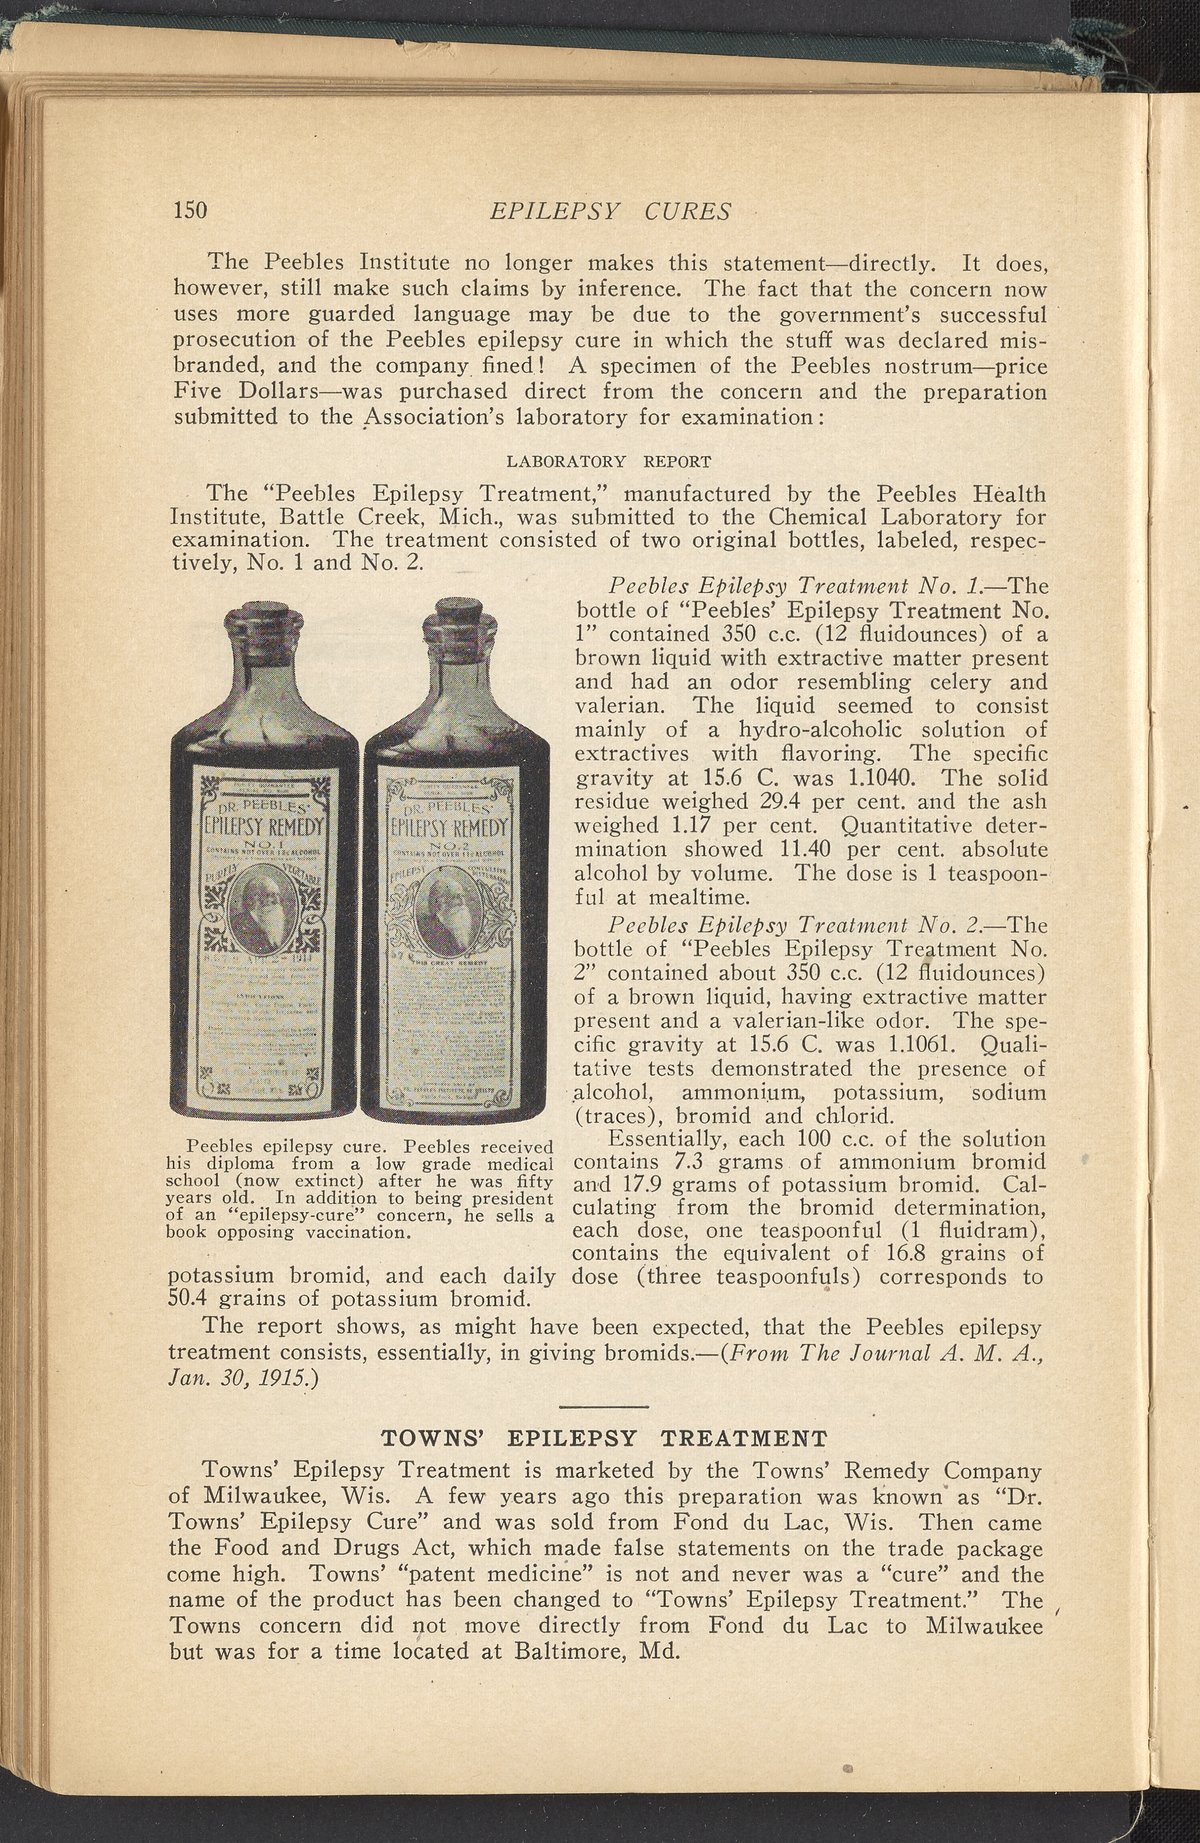 150
EPILEPSY CURES
The Peebles Institute no longer makes this statement—directly. It does,
however, still make such claims by inference. The fact that the concern now
uses more guarded language may be due to the government's successful
prosecution of the Peebles epilepsy cure in which the stuff was declared mis-
branded, and the company fined! A specimen of the Peebles nostrum—price
Five Dollars—was purchased direct from the concern and the preparation
submitted to the Association's laboratory for examination:
LABORATORY REPORT
The “Peebles Epilepsy Treatment,” manufactured by the Peebles Health
Institute, Battle Creek, Mich., was submitted to the Chemical Laboratory for
examination. The treatment consisted of two original bottles, labeled, respec-
tively, No. 1 and No. 2.
DR. PEEBLES'
EPILEPSY REMEDY
NO. 1
CONTAINS NOT OVER ALCOHOL
PURELY VEGETABLE
INDICATIONS
DR. PEEBLES'
EPILEPSY REMEDY
NO. 2
CONTAINS NOT OVER 11% ALCOHOL
EPILEPSY
THIS GREAT REMEDY
Peebles epilepsy cure. Peebles received
his diploma from a low grade medical
school (now extinct) after he was fifty
years old. In addition to being president
of an “epilepsy-cure” concern, he sells a
book opposing vaccination.
Peebles Epilepsy Treatment No. 1.—The
bottle of “Peebles' Epilepsy Treatment No.
1” contained 350 c.c. (12 fluidounces) of a
brown liquid with extractive matter present
and had an odor resembling celery and
valerian. The liquid seemed to consist
mainly of a hydro-alcoholic solution of
extractives with flavoring. The specific
gravity at 15.6 C. was 1.1040. The solid
residue weighed 29.4 per cent. and the ash
weighed 1.17 per cent. Quantitative deter-
mination showed 11.40 per cent. absolute
alcohol by volume. The dose is 1 teaspoon-
ful at mealtime.
Peebles Epilepsy Treatment No. 2.—The
bottle of “Peebles Epilepsy Treatment No.
2” contained about 350 c.c. (12 fluidounces)
of a brown liquid, having extractive matter
present and a valerian-like odor. The spe-
cific gravity at 15.6 C. was 1.1061. Quali-
tative tests demonstrated the presence of
alcohol, ammonium, potassium, sodium
(traces), bromid and chlorid.
Essentially, each 100 c.c. of the solution
contains 7.3 grams of ammonium bromid
and 17.9 grams of potassium bromid. Cal-
culating from the bromid determination,
each dose, one teaspoonful (1 fluidram),
contains the equivalent of 16.8 grains of
potassium bromid, and each daily dose (three teaspoonfuls) corresponds to
50.4 grains of potassium bromid.
The report shows, as might have been expected, that the Peebles epilepsy
treatment consists, essentially, in giving bromids.—(From The Journal A. M. A.,
Jan. 30, 1915.)
TOWNS' EPILEPSY TREATMENT
Towns' Epilepsy Treatment is marketed by the Towns' Remedy Company
of Milwaukee, Wis. A few years ago this preparation was known as “Dr.
Towns' Epilepsy Cure” and was sold from Fond du Lac, Wis. Then came
the Food and Drugs Act, which made false statements on the trade package
come high. Towns' “patent medicine” is not and never was a “cure” and the
name of the product has been changed to “Towns' Epilepsy Treatment.” The
Towns concern did not move directly from Fond du Lac to Milwaukee
but was for a time located at Baltimore, Md.